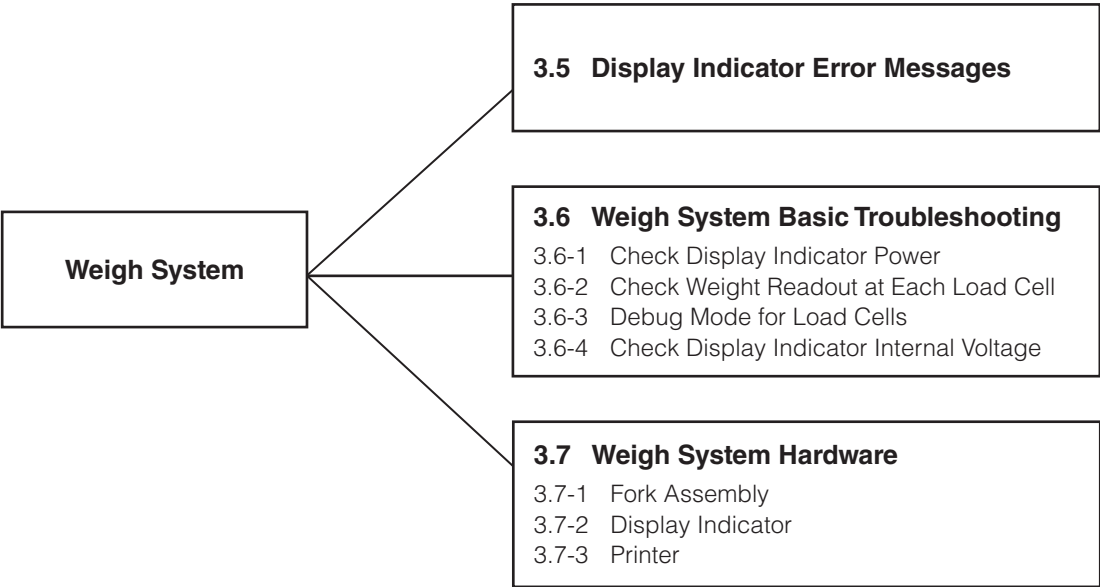 Weigh System
3.5 Display Indicator Error Messages
3.6 Weigh System Basic Troubleshooting
3.6-1 Check Display Indicator Power
3.6-2 Check Weight Readout at Each Load Cell
3.6-3 Debug Mode for Load Cells
3.6-4 Check Display Indicator Internal Voltage
3.7 Weigh System Hardware
3.7-1 Fork Assembly
3.7-2 Display Indicator
3.7-3 Printer